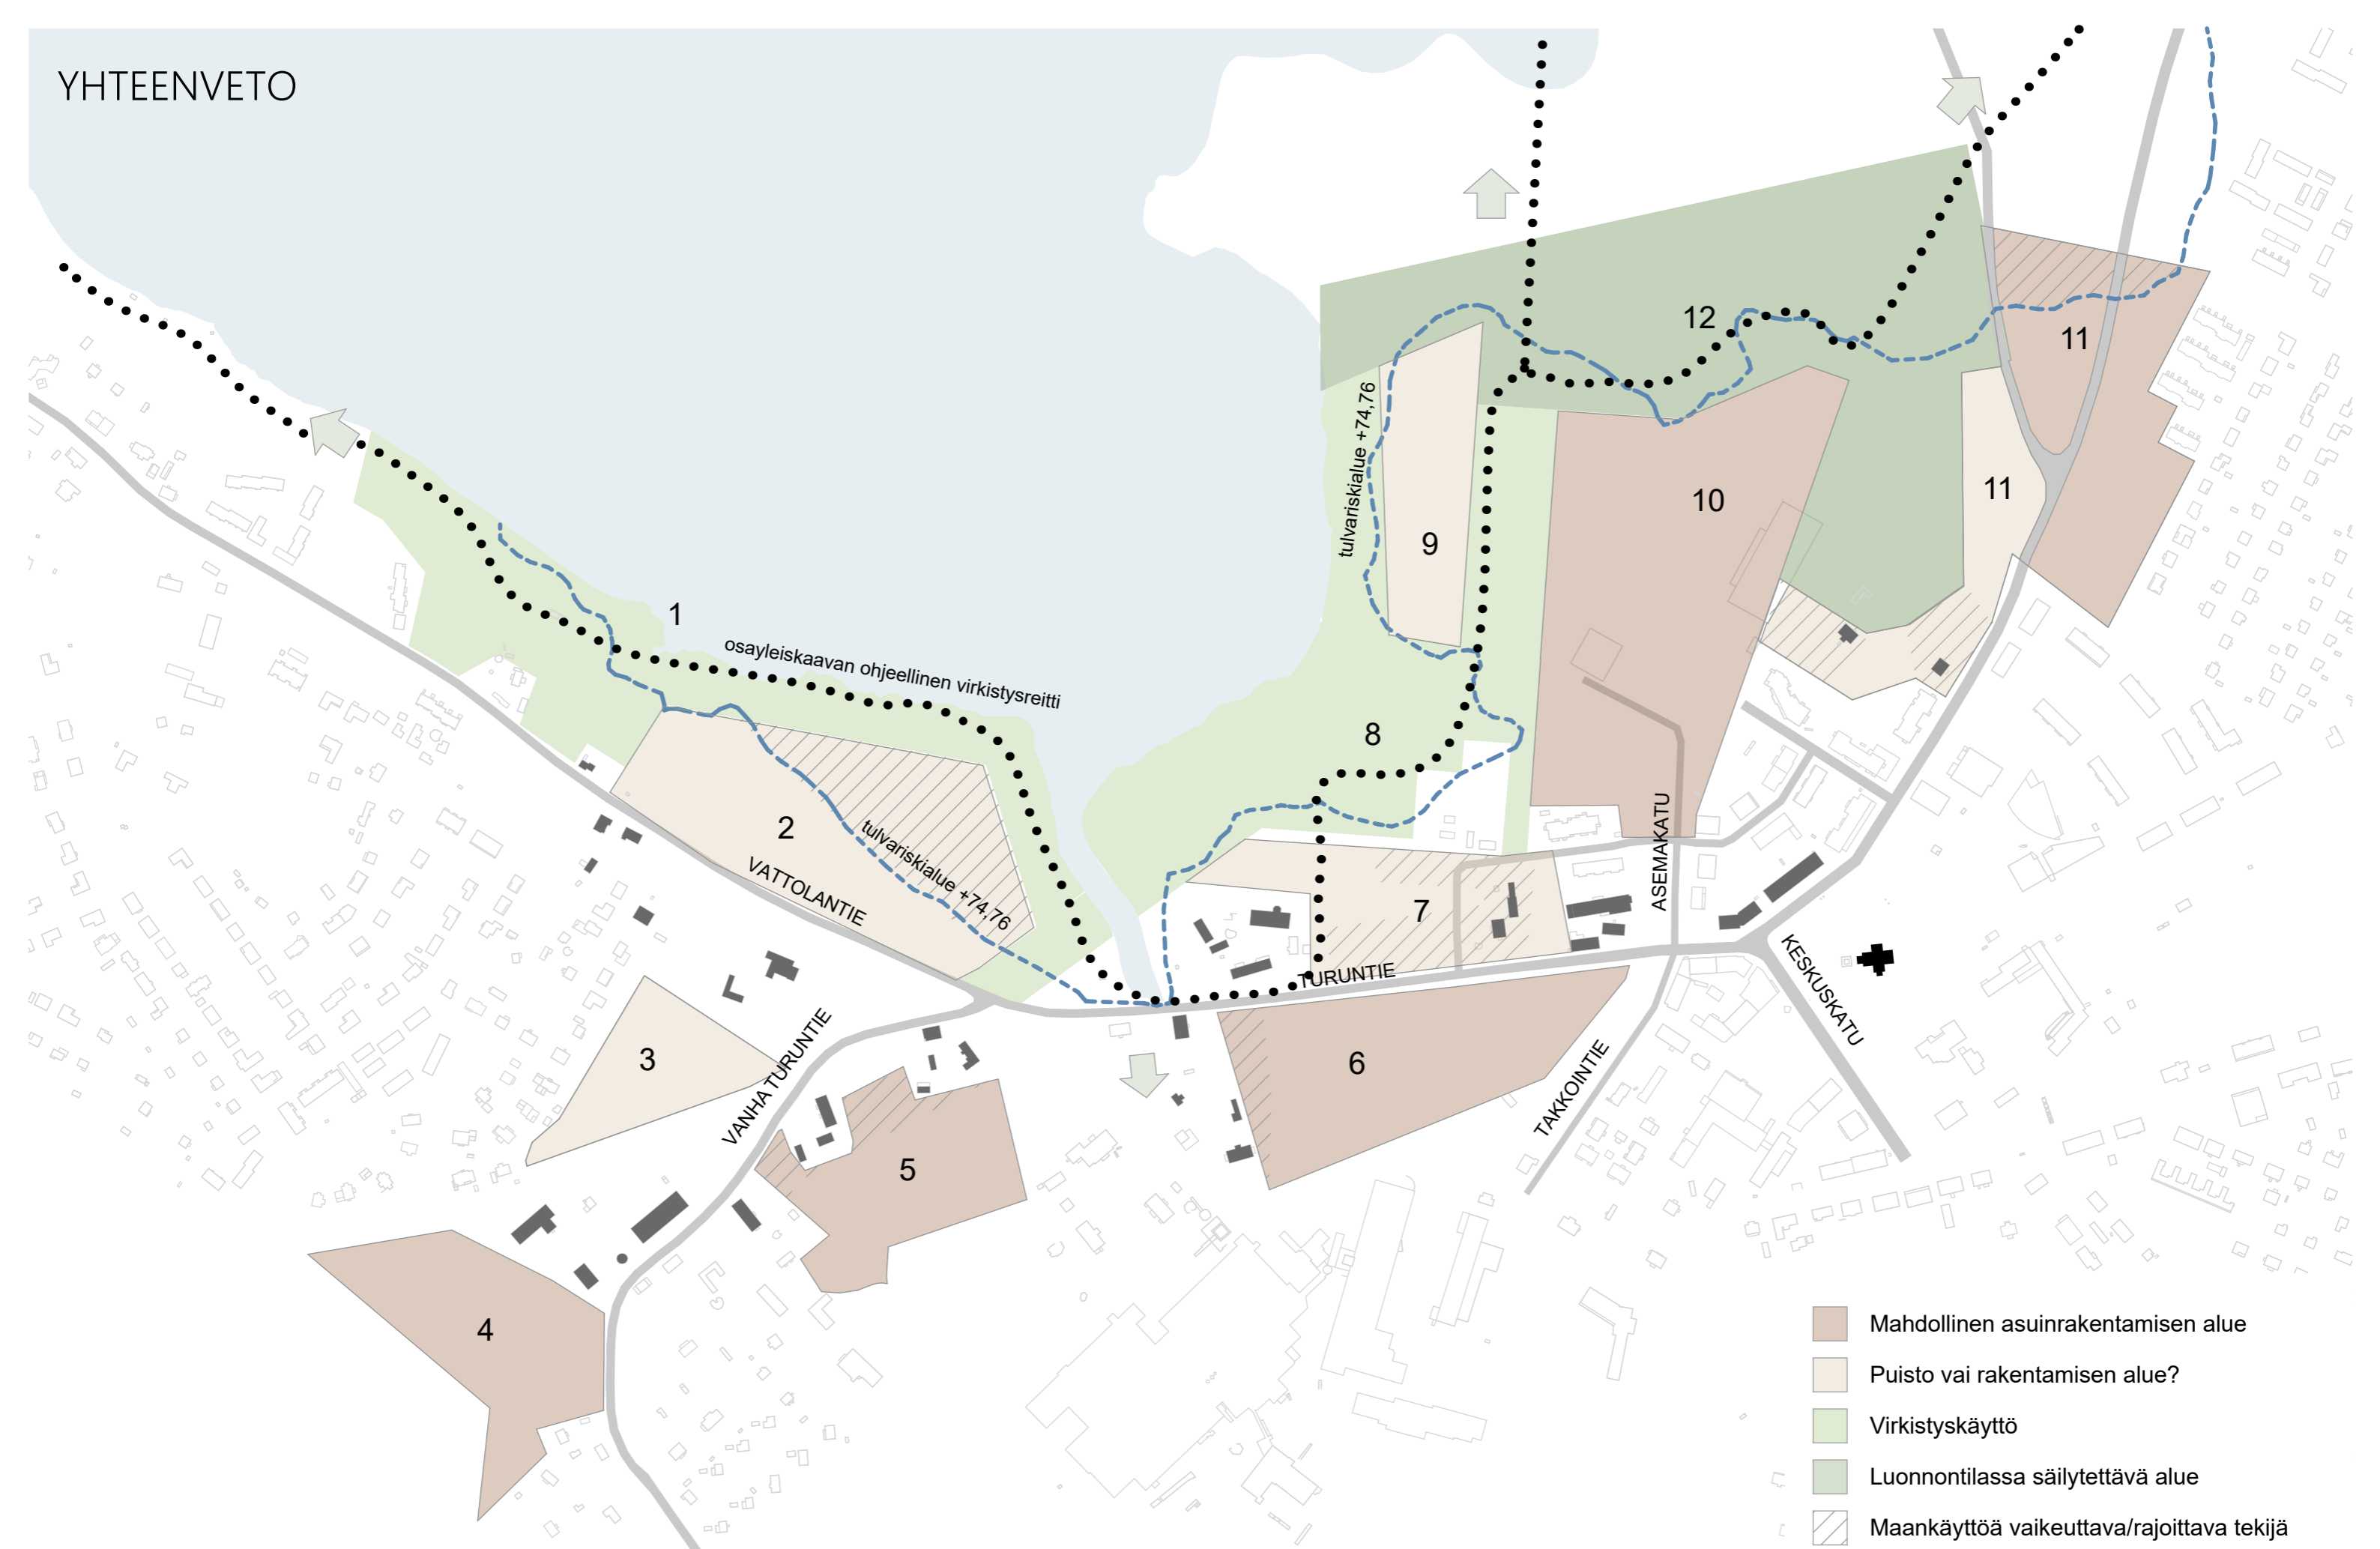 YHTEENVETO
12
11
11
10
tulvariskialue +74,76
9
1
osayleiskaavan ohjeellinen virkistysreitti
8
2
tulvariskialue +74,76
VATTOLANTIE
7
ASEMAKATU
TURUNTIE
KESKUSKATU
3
VANHA TURUNTIE
6
TAKKOINTIE
5
4
Mahdollinen asuinrakentamisen alue
Puisto vai rakentamisen alue?
Virkistyskäyttö
Luonnontilassa säilytettävä alue
Maankäyttöä vaikeuttava/rajoittava tekijä